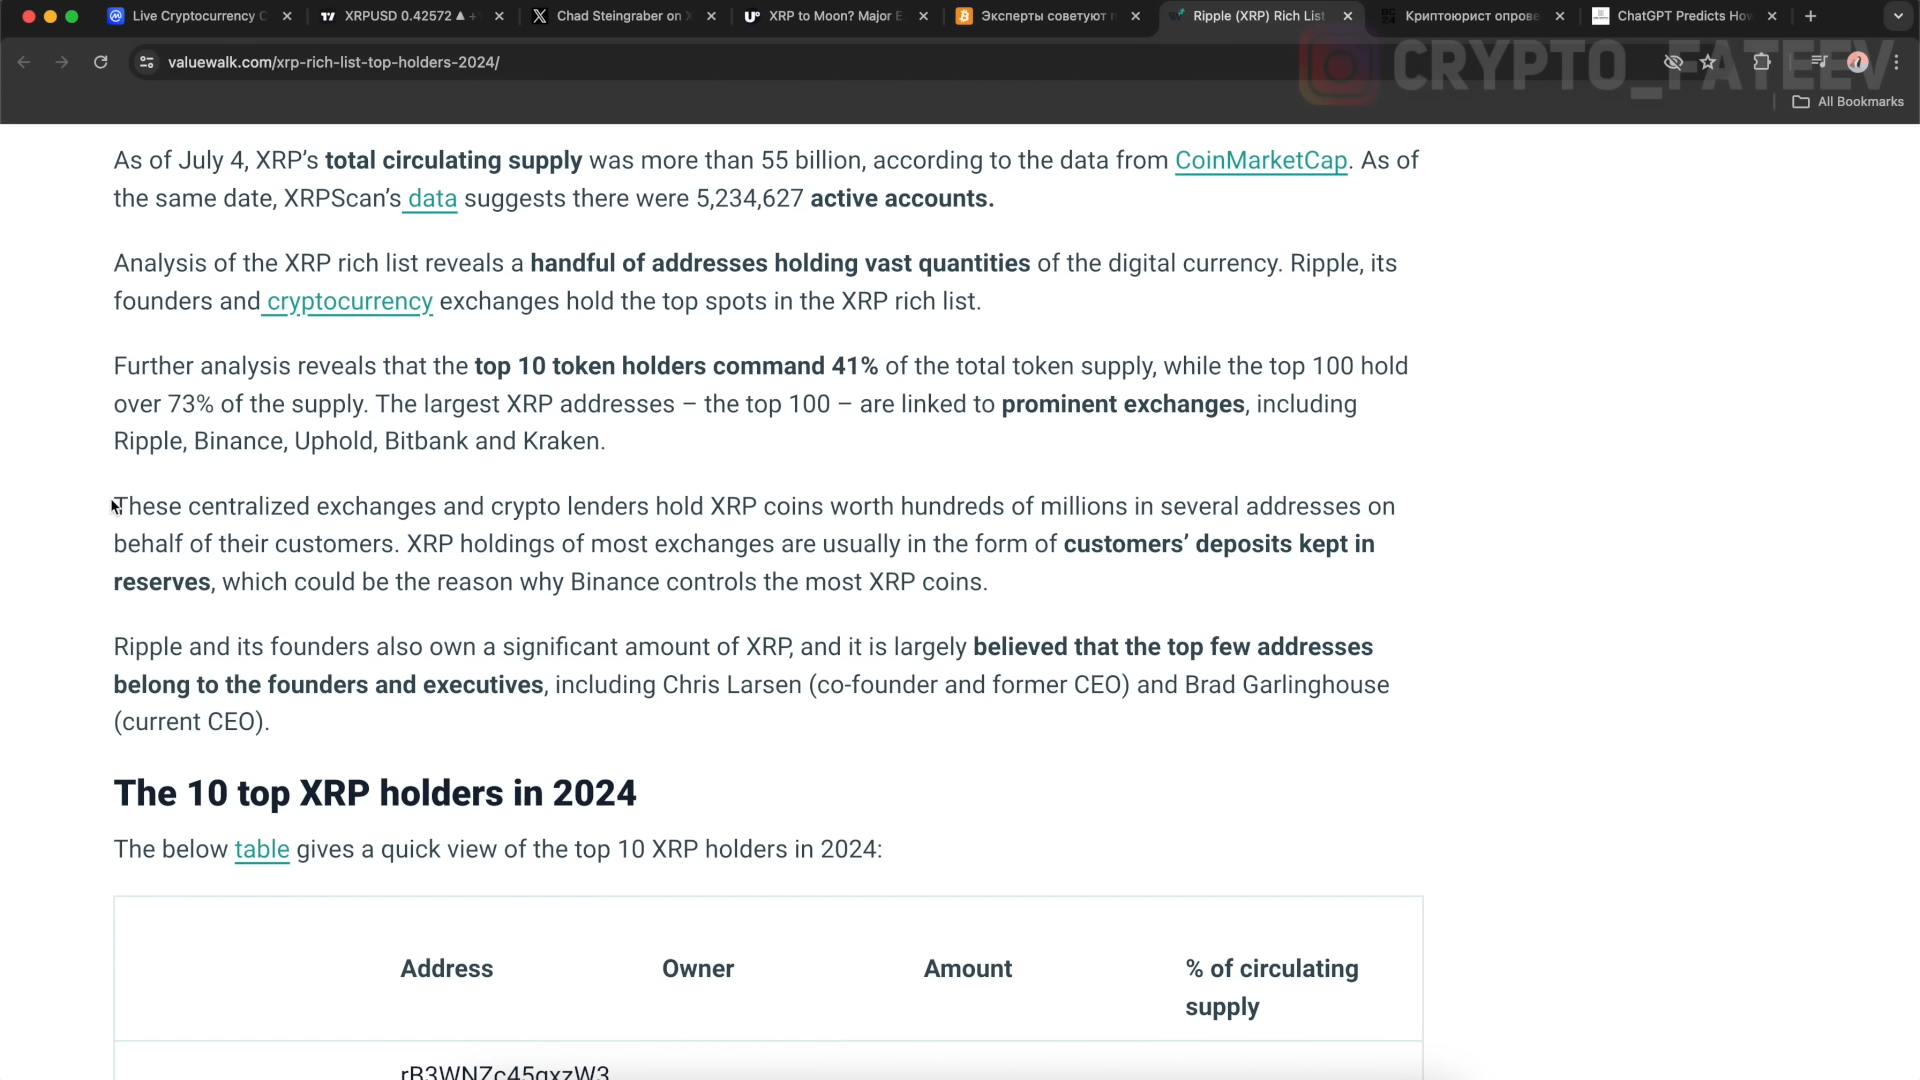 Live Cryptocurrency C
XRPUSD 0.42572 ▲ +
Chad Steingraber on X
XRP to Moon? Major E
Эксперты советуют п
Ripple (XRP) Rich List
Криптоюрист опрове
ChatGPT Predicts How
valuewalk.com/xrp-rich-list-top-holders-2024/
CRYPTO_FATEEV
All Bookmarks
As of July 4, XRP’s total circulating supply was more than 55 billion, according to the data from CoinMarketCap. As of
the same date, XRPScan’s data suggests there were 5,234,627 active accounts.
Analysis of the XRP rich list reveals a handful of addresses holding vast quantities of the digital currency. Ripple, its
founders and cryptocurrency exchanges hold the top spots in the XRP rich list.
Further analysis reveals that the top 10 token holders command 41% of the total token supply, while the top 100 hold
over 73% of the supply. The largest XRP addresses – the top 100 – are linked to prominent exchanges, including
Ripple, Binance, Uphold, Bitbank and Kraken.
These centralized exchanges and crypto lenders hold XRP coins worth hundreds of millions in several addresses on
behalf of their customers. XRP holdings of most exchanges are usually in the form of customers’ deposits kept in
reserves, which could be the reason why Binance controls the most XRP coins.
Ripple and its founders also own a significant amount of XRP, and it is largely believed that the top few addresses
belong to the founders and executives, including Chris Larsen (co-founder and former CEO) and Brad Garlinghouse
(current CEO).
The 10 top XRP holders in 2024
The below table gives a quick view of the top 10 XRP holders in 2024:
Address
Owner
Amount
% of circulating
supply
rB3WNZc45qxzW3